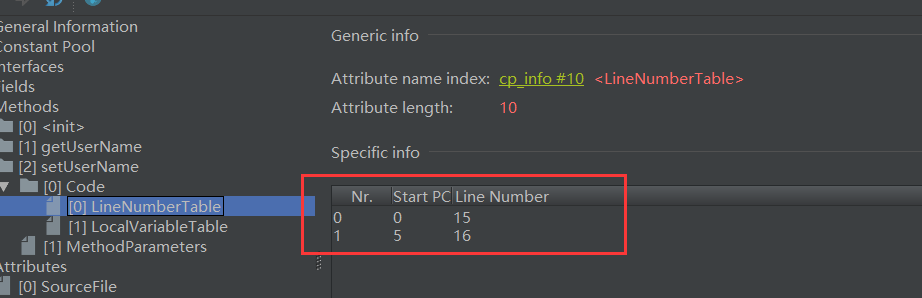 General Information
Constant Pool
nterfaces
ields
Methods
[0] <init>
[1] getUserName
[2] setUserName
[0] Code
[0] LineNumberTable
[1] LocalVariableTable
[1] MethodParameters
Attributes
[0] SourceFile
Generic info
Attribute name index: cp_info #10 <LineNumberTable>
Attribute length: 10
Specific info
Nr. Start PC Line Number
0 0 15
1 5 16